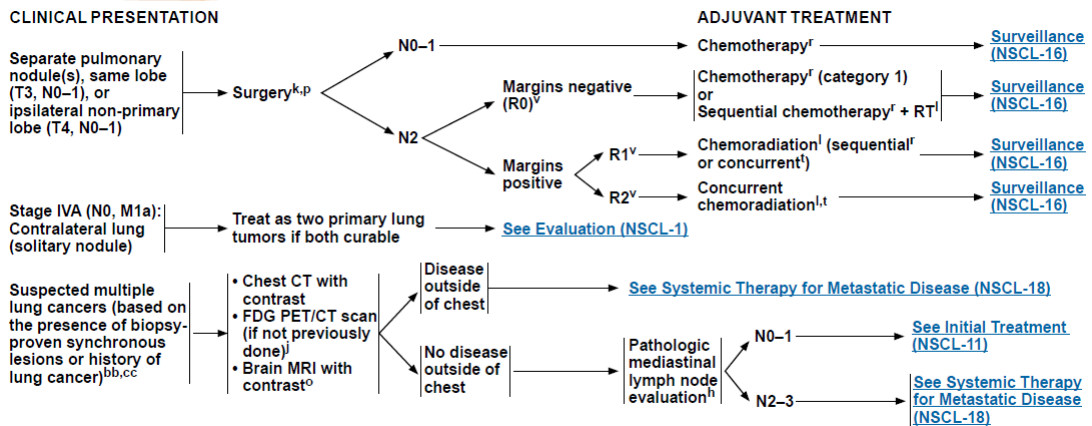 CLINICAL PRESENTATION
ADJUVANT TREATMENT
Separate pulmonary
nodule(s), same lobe
(T3, N0–1), or
ipsilateral non-primary
lobe (T4, N0–1)
Surgeryk,p
N0–1
Chemotherapyr
Surveillance
(NSCL-16)
N2
Margins negative
(R0)v
Chemotherapyr (category 1)
or
Sequential chemotherapyr + RTl
Surveillance
(NSCL-16)
Margins
positive
R1v
Chemoradiationl (sequentialr
or concurrentt)
Surveillance
(NSCL-16)
R2v
Concurrent
chemoradiationl,t
Surveillance
(NSCL-16)
Stage IVA (N0, M1a):
Contralateral lung
(solitary nodule)
Treat as two primary lung
tumors if both curable
See Evaluation (NSCL-1)
Suspected multiple
lung cancers (based on
the presence of biopsy-
proven synchronous
lesions or history of
lung cancer)bb,cc
• Chest CT with
contrast
• FDG PET/CT scan
(if not previously
done)j
• Brain MRI with
contrasto
Disease
outside
of chest
See Systemic Therapy for Metastatic Disease (NSCL-18)
No disease
outside of
chest
Pathologic
mediastinal
lymph node
evaluationh
N0–1
See Initial Treatment
(NSCL-11)
N2–3
See Systemic Therapy
for Metastatic Disease
(NSCL-18)